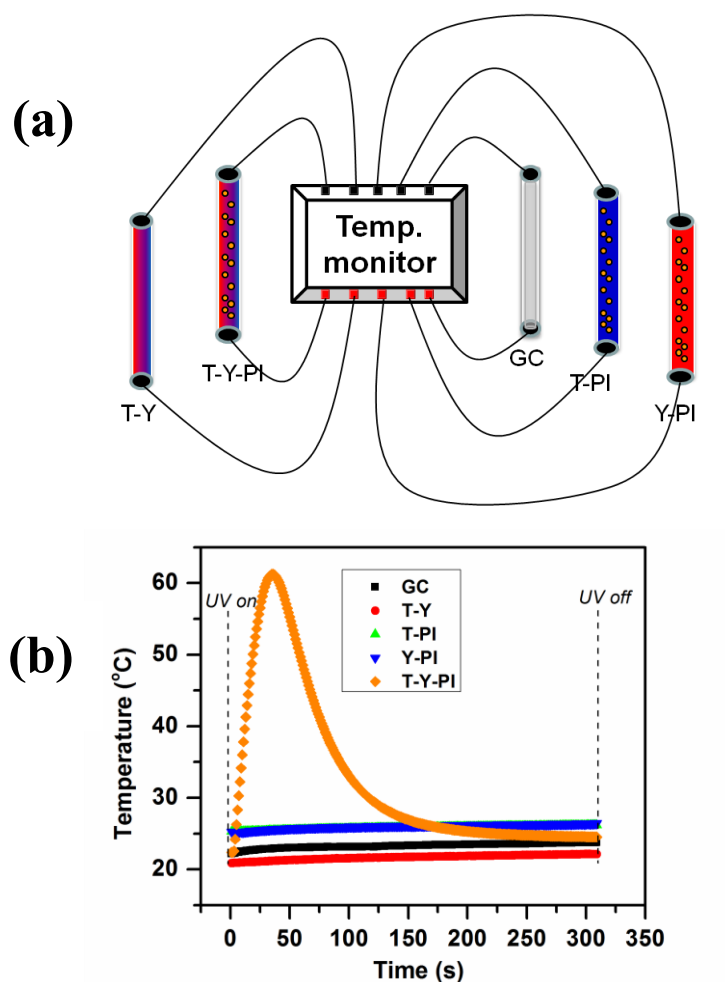 (a)
Temp.
monitor
T-Y
T-Y-PI
GC
T-PI
Y-PI
(b)
Temperature (°C)
60
50
40
30
20
UV on
UV off
GC
T-Y
T-PI
Y-PI
T-Y-PI
0 50 100 150 200 250 300 350
Time (s)